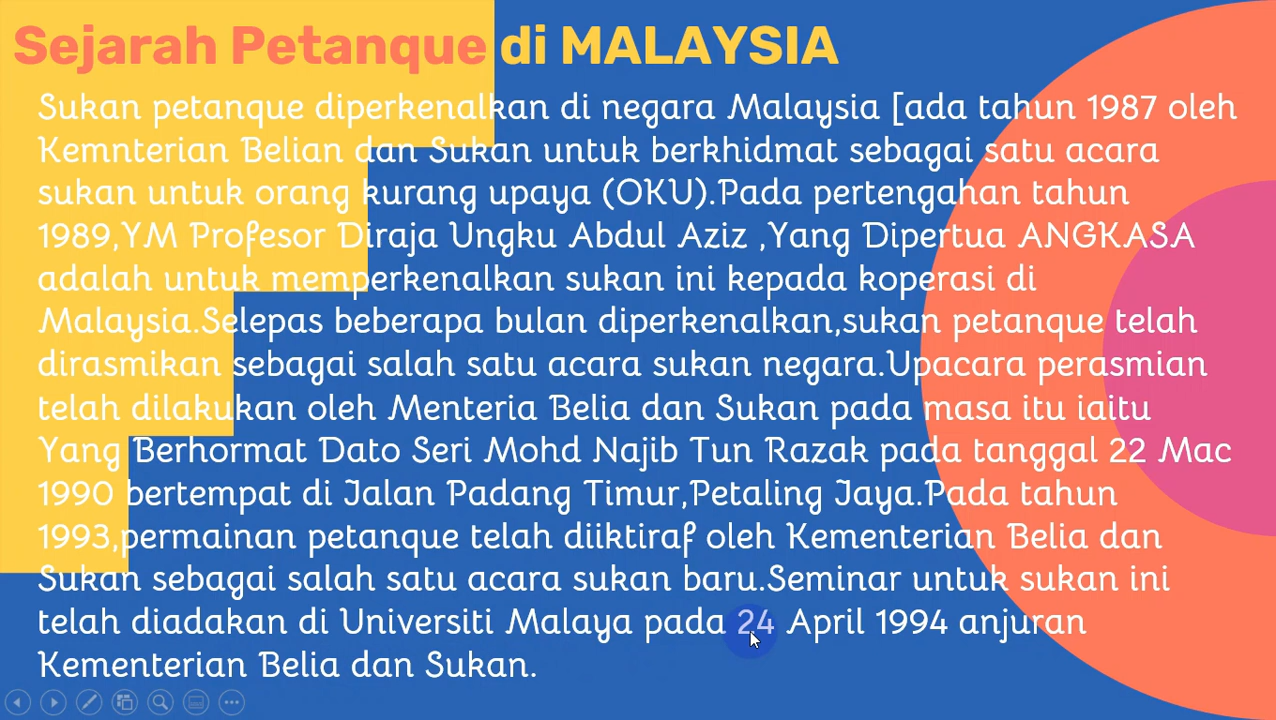 Sejarah Petanque di MALAYSIA
Sukan petanque diperkenalkan di negara Malaysia [ada tahun 1987 oleh
Kemnterian Belian dan Sukan untuk berkhidmat sebagai satu acara
sukan untuk orang kurang upaya (OKU).Pada pertengahan tahun
1989,YM Profesor Diraja Ungku Abdul Aziz ,Yang Dipertua ANGKASA
adalah untuk memperkenalkan sukan ini kepada koperasi di
Malaysia.Selepas beberapa bulan diperkenalkan,sukan petanque telah
dirasmikan sebagai salah satu acara sukan negara.Upacara perasmian
telah dilakukan oleh Menteria Belia dan Sukan pada masa itu iaitu
Yang Berhormat Dato Seri Mohd Najib Tun Razak pada tanggal 22 Mac
1990 bertempat di Jalan Padang Timur,Petaling Jaya.Pada tahun
1993,permainan petanque telah diiktiraf oleh Kementerian Belia dan
Sukan sebagai salah satu acara sukan baru.Seminar untuk sukan ini
telah diadakan di Universiti Malaya pada 24 April 1994 anjuran
Kementerian Belia dan Sukan.